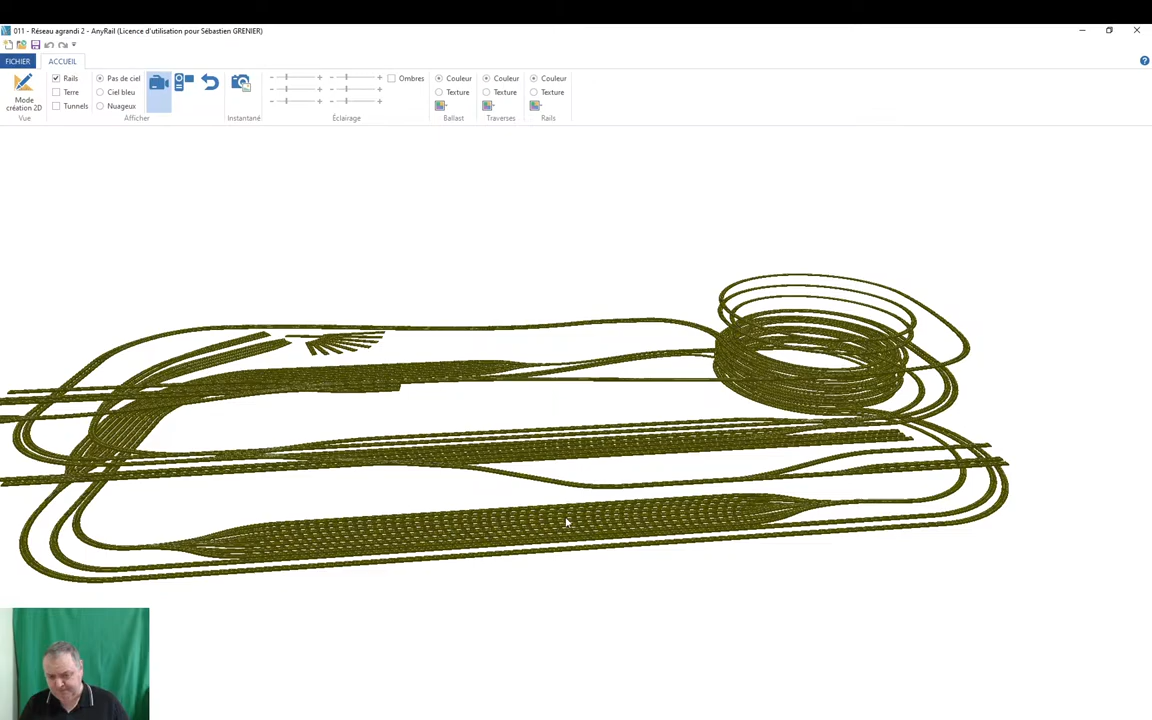 011 - Réseau agrandi 2 - AnyRail (Licence d'utilisation pour Sébastien GRENIER)
FICHIER
ACCUEIL
Mode création 2D
Vue
Rails
Terre
Tunnels
Pas de ciel
Ciel bleu
Nuageux
Afficher
Instantané
Ombres
Éclairage
Couleur
Texture
Ballast
Couleur
Texture
Traverses
Couleur
Texture
Rails